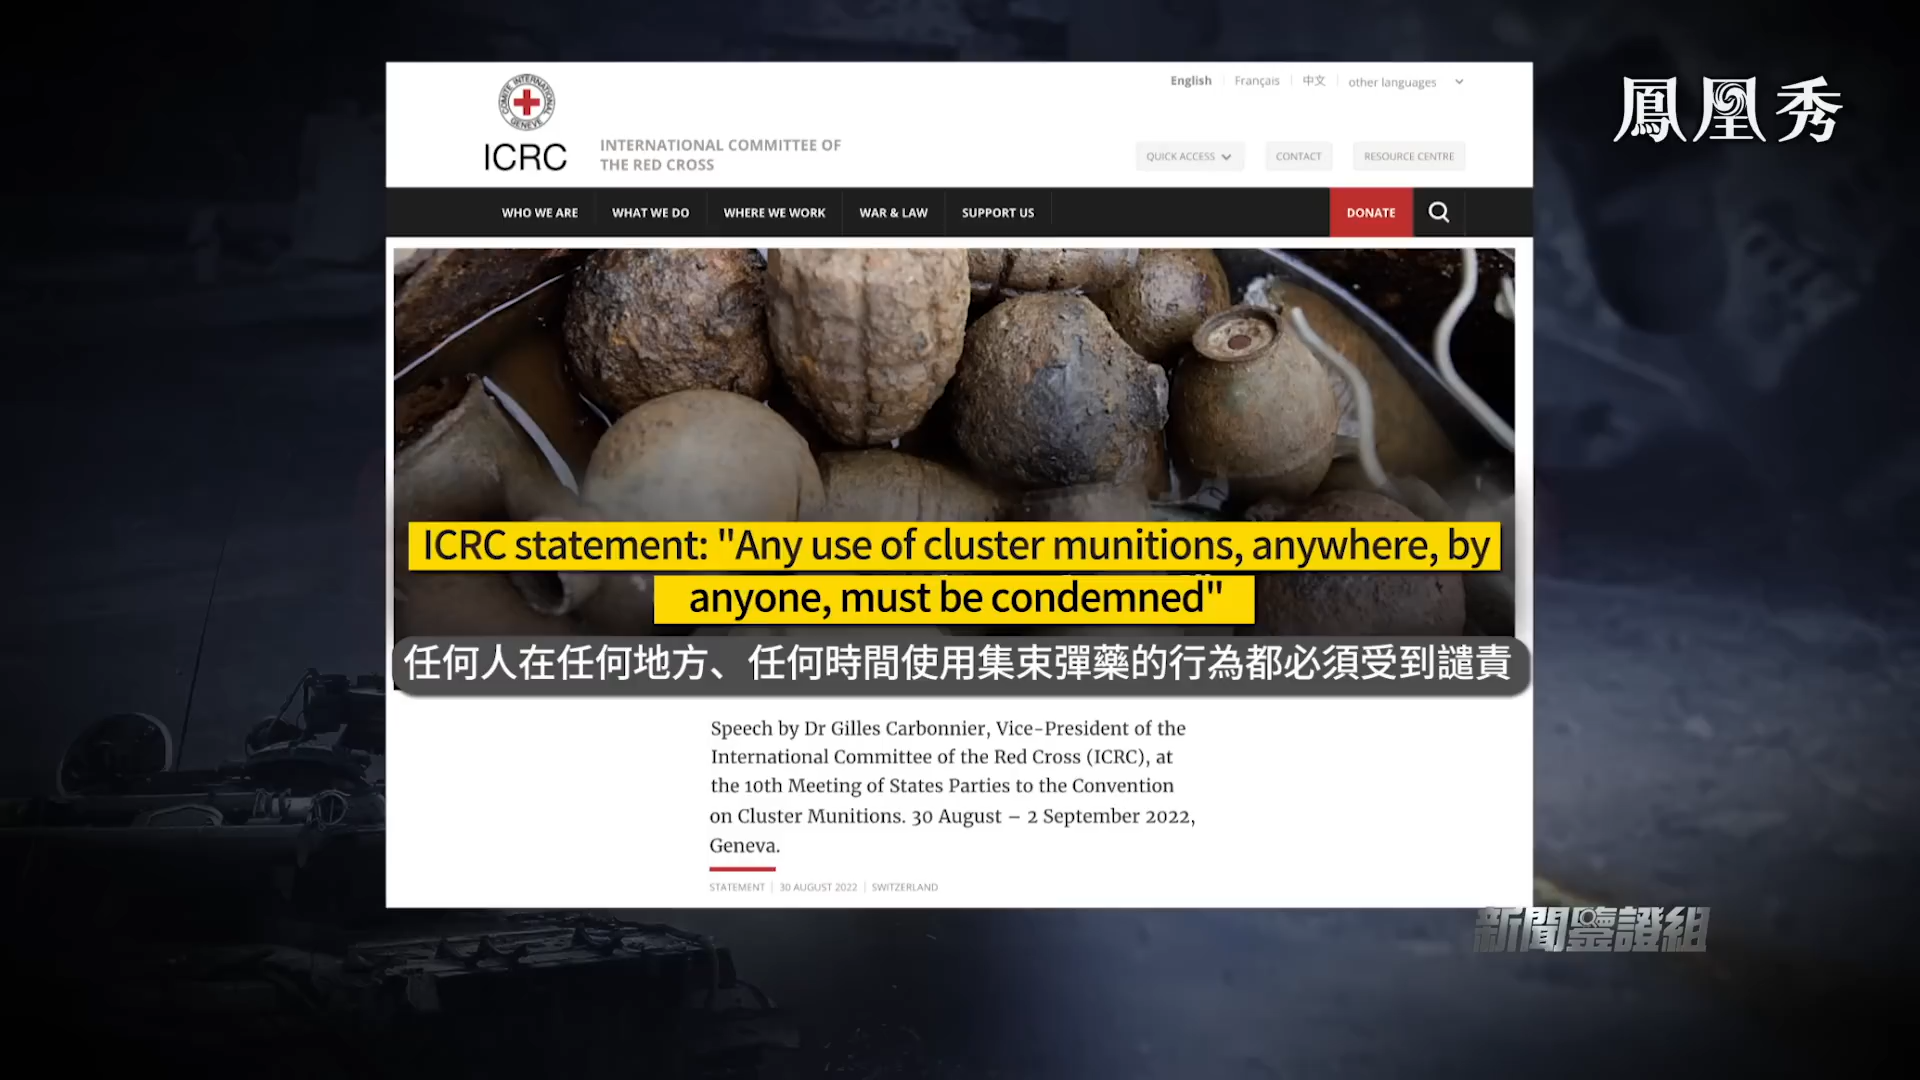 COMITE INTERNATIONAL GENEVE
ICRC
INTERNATIONAL COMMITTEE OF
THE RED CROSS
English
Français
中文
other languages
鳳凰秀
QUICK ACCESS
CONTACT
RESOURCE CENTRE
WHO WE ARE
WHAT WE DO
WHERE WE WORK
WAR & LAW
SUPPORT US
DONATE
ICRC statement: "Any use of cluster munitions, anywhere, by
anyone, must be condemned"
任何人在任何地方、任何時間使用集束彈藥的行為都必須受到譴責
Speech by Dr Gilles Carbonnier, Vice-President of the
International Committee of the Red Cross (ICRC), at
the 10th Meeting of States Parties to the Convention
on Cluster Munitions. 30 August – 2 September 2022,
Geneva.
STATEMENT | 30 AUGUST 2022 | SWITZERLAND
新聞鑒證組